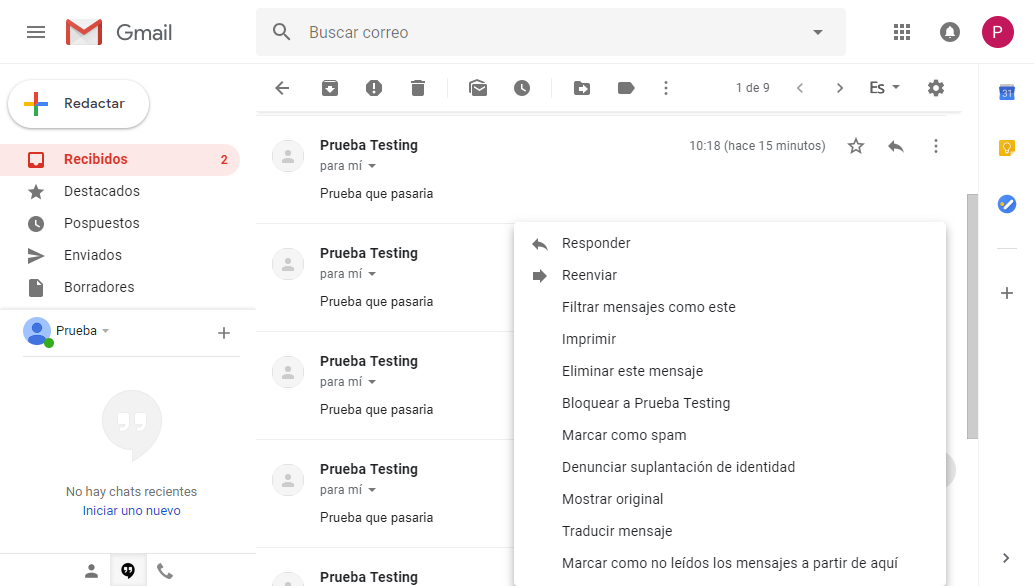 Gmail
Buscar correo
P
Redactar
1 de 9
Es
31
Recibidos 2
Destacados
Pospuestos
Enviados
Borradores
Prueba
No hay chats recientes
Iniciar uno nuevo
Prueba Testing
10:18 (hace 15 minutos)
para mí
Prueba que pasaria
Prueba Testing
para mí
Prueba que pasaria
Prueba Testing
para mí
Prueba que pasaria
Prueba Testing
para mí
Prueba que pasaria
Prueba Testing
Responder
Reenviar
Filtrar mensajes como este
Imprimir
Eliminar este mensaje
Bloquear a Prueba Testing
Marcar como spam
Denunciar suplantación de identidad
Mostrar original
Traducir mensaje
Marcar como no leídos los mensajes a partir de aquí